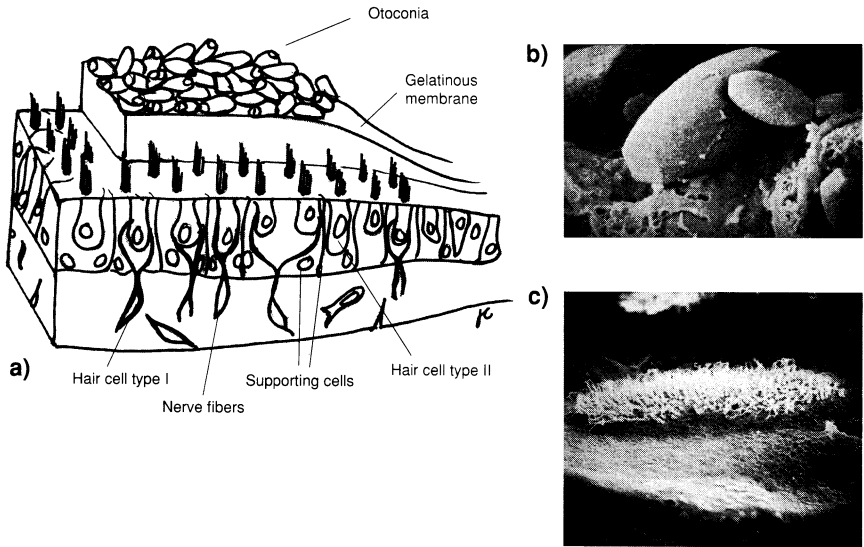 Otoconia
Gelatinous
membrane
a)
Hair cell type I
Nerve fibers
Supporting cells
Hair cell type II
b)
c)